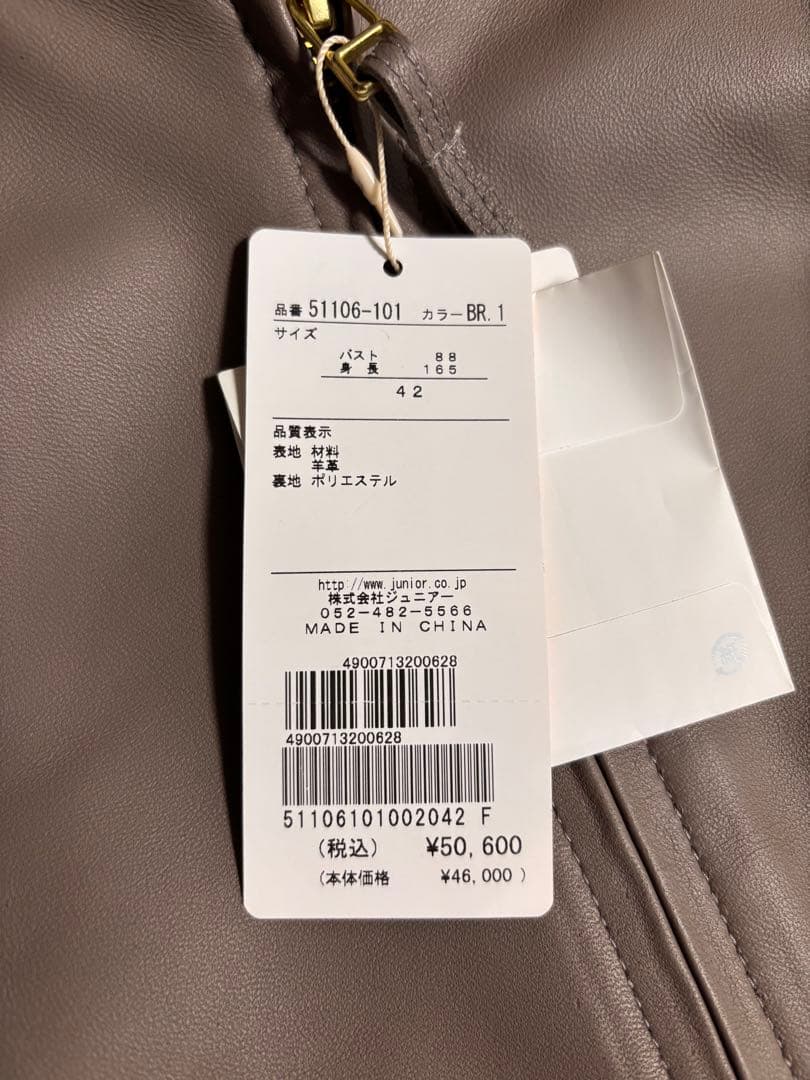 品番 51106-101 カラー BR.1
サイズ
バスト 88
身長 165
42
品質表示
表地 材料
羊革
裏地 ポリエステル
http://www.junior.co.jp
株式会社ジュニアー
052-482-5566
MADE IN CHINA
4900713200628
4900713200628
51106101002042 F
(税込) ¥50,600
(本体価格 ¥46,000)